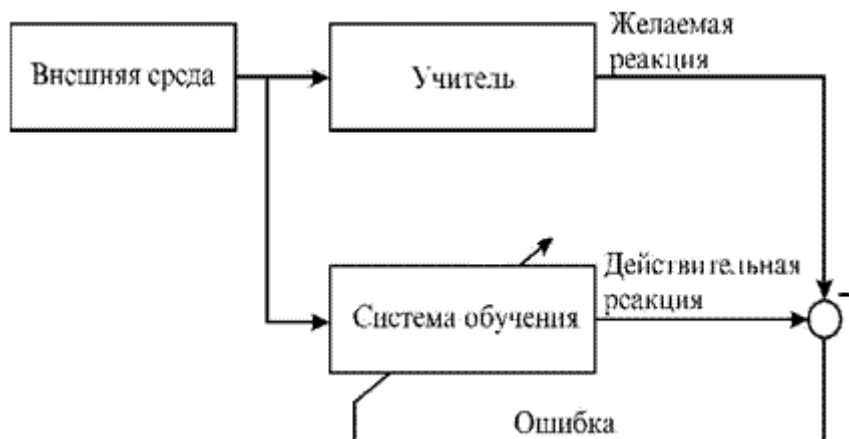 Желаемая
реакция
Внешняя среда
Учитель
Действительная
реакция
Система обучения
Ошибка